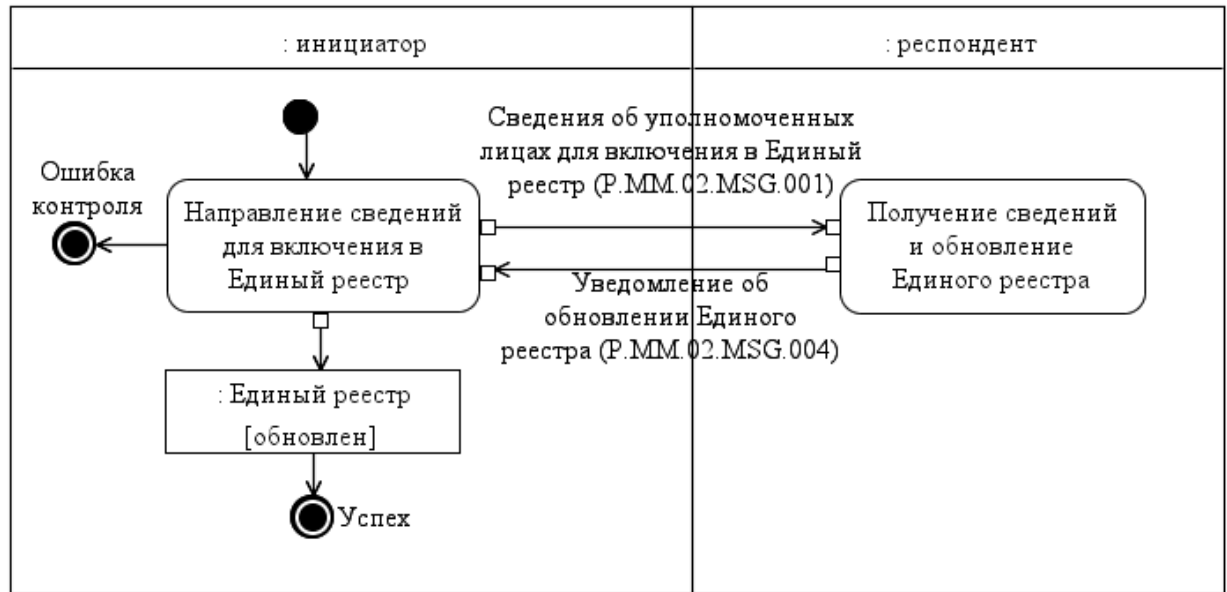 : инициатор
: респондент
Сведения об уполномоченных
лицах для включения в Единый
реестр (P.MM.02.MSG.001)
Ошибка
контроля
Направление сведений
для включения в
Единый реестр
Получение сведений
и обновление
Единого реестра
Уведомление об
обновлении Единого
реестра (P.MM.02.MSG.004)
: Единый реестр
[обновлен]
Успех